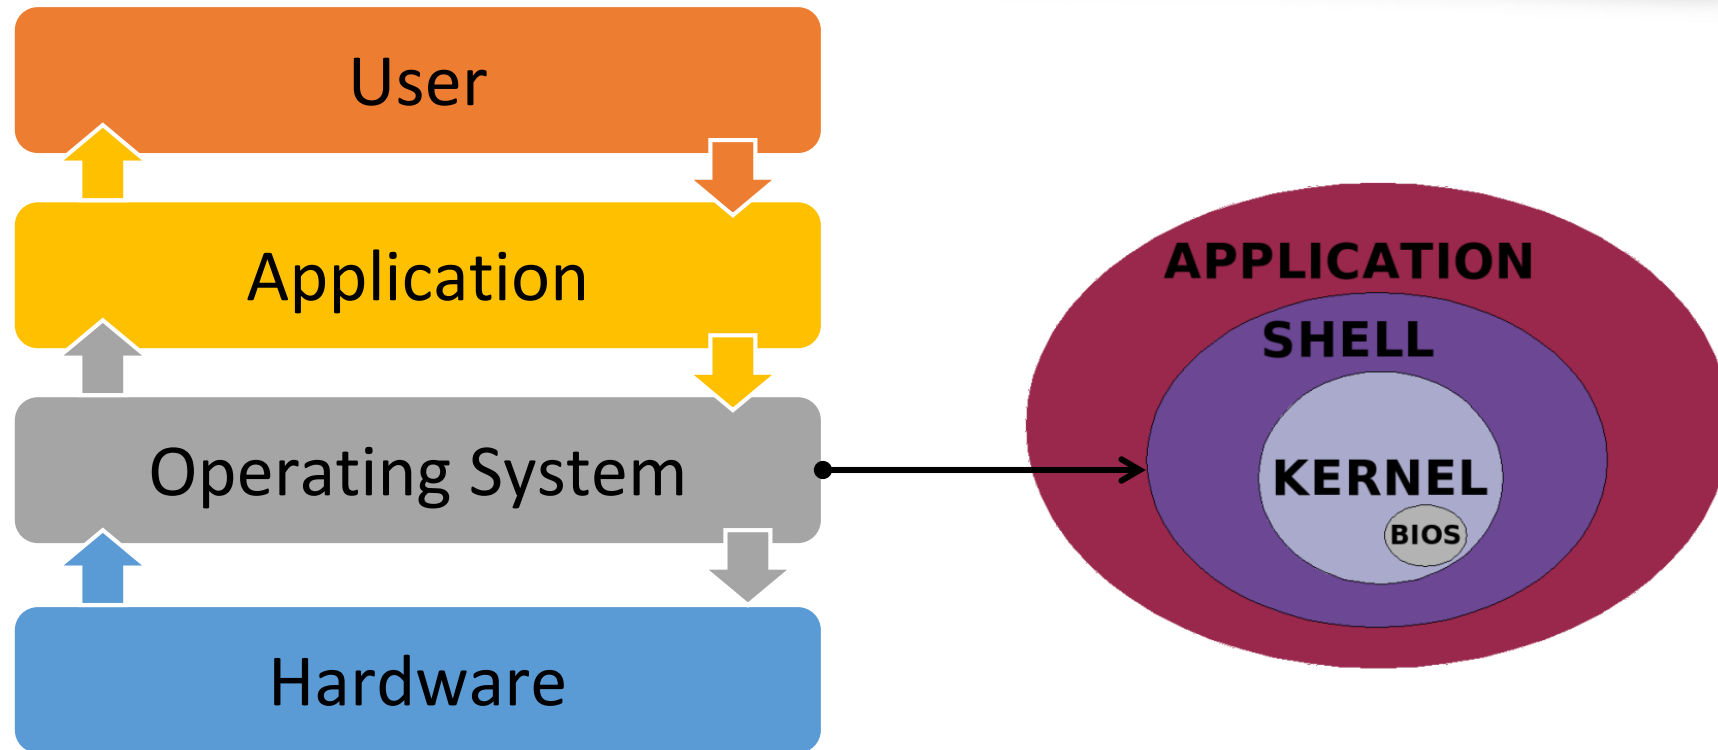 User
Application
Operating System
Hardware
APPLICATION
SHELL
KERNEL
BIOS